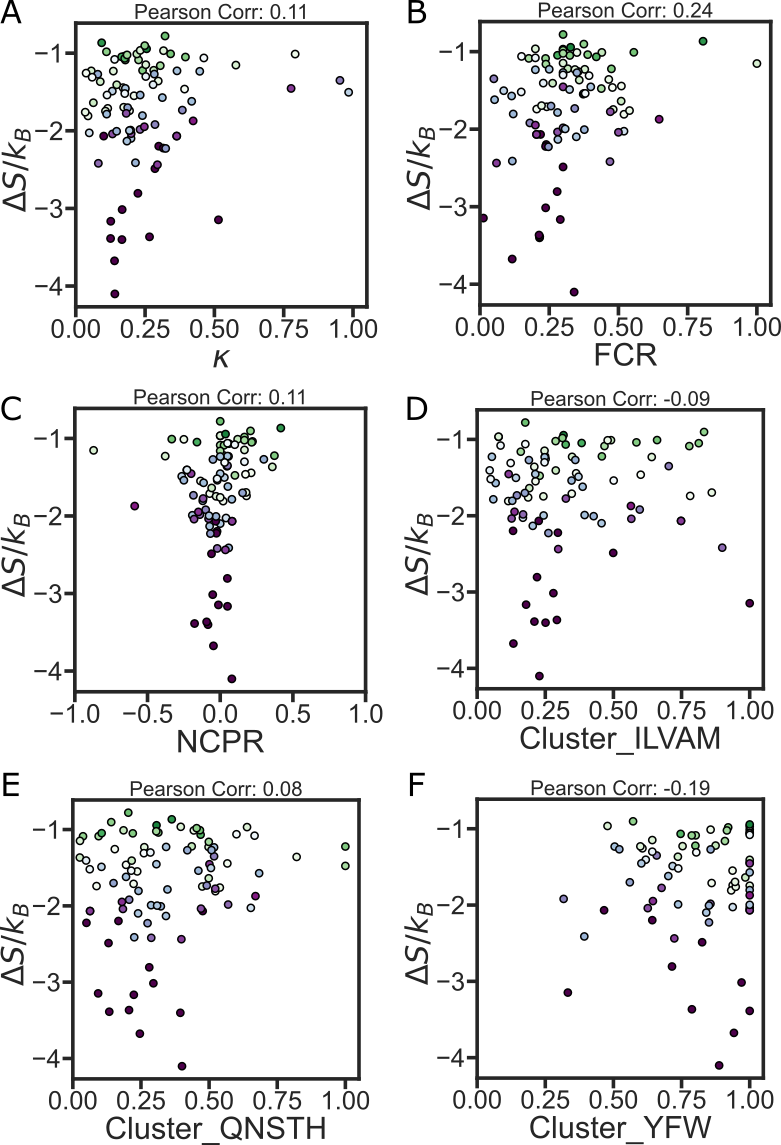 A
Pearson Corr: 0.11
−1
−2
−3
−4
ΔS/k_B
0.00 0.25 0.50 0.75 1.00
κ
B
Pearson Corr: 0.24
−1
−2
−3
−4
ΔS/k_B
0.00 0.25 0.50 0.75 1.00
FCR
C
Pearson Corr: 0.11
−1
−2
−3
−4
ΔS/k_B
−1.0 −0.5 0.0 0.5 1.0
NCPR
D
Pearson Corr: -0.09
−1
−2
−3
−4
ΔS/k_B
0.00 0.25 0.50 0.75 1.00
Cluster_ILVAM
E
Pearson Corr: 0.08
−1
−2
−3
−4
ΔS/k_B
0.00 0.25 0.50 0.75 1.00
Cluster_QNSTH
F
Pearson Corr: -0.19
−1
−2
−3
−4
ΔS/k_B
0.00 0.25 0.50 0.75 1.00
Cluster_YFW